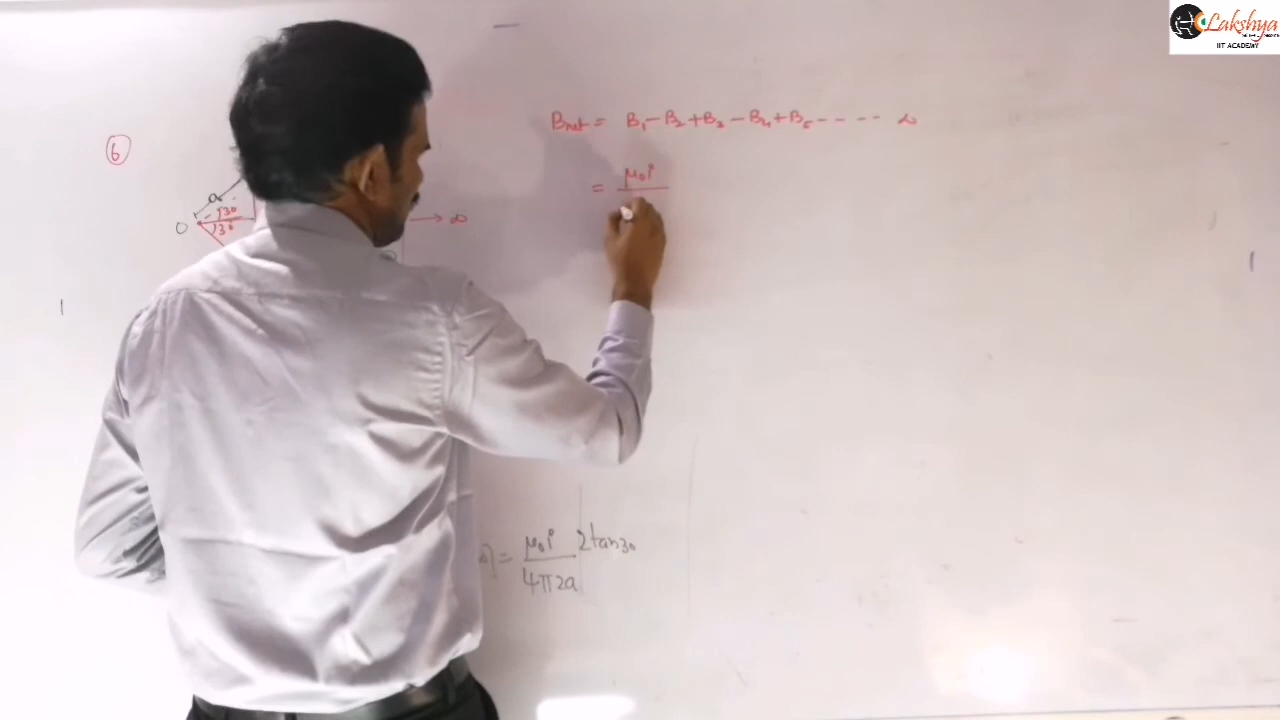 Lakshya
IIT ACADEMY
6
Bnet = B₁ - B₂ + B₃ - B₄ + B₅ - - - - ∞
= μ₀i
a
30
O
30
→ ∞
= μ₀i / 4π2a 2tan30